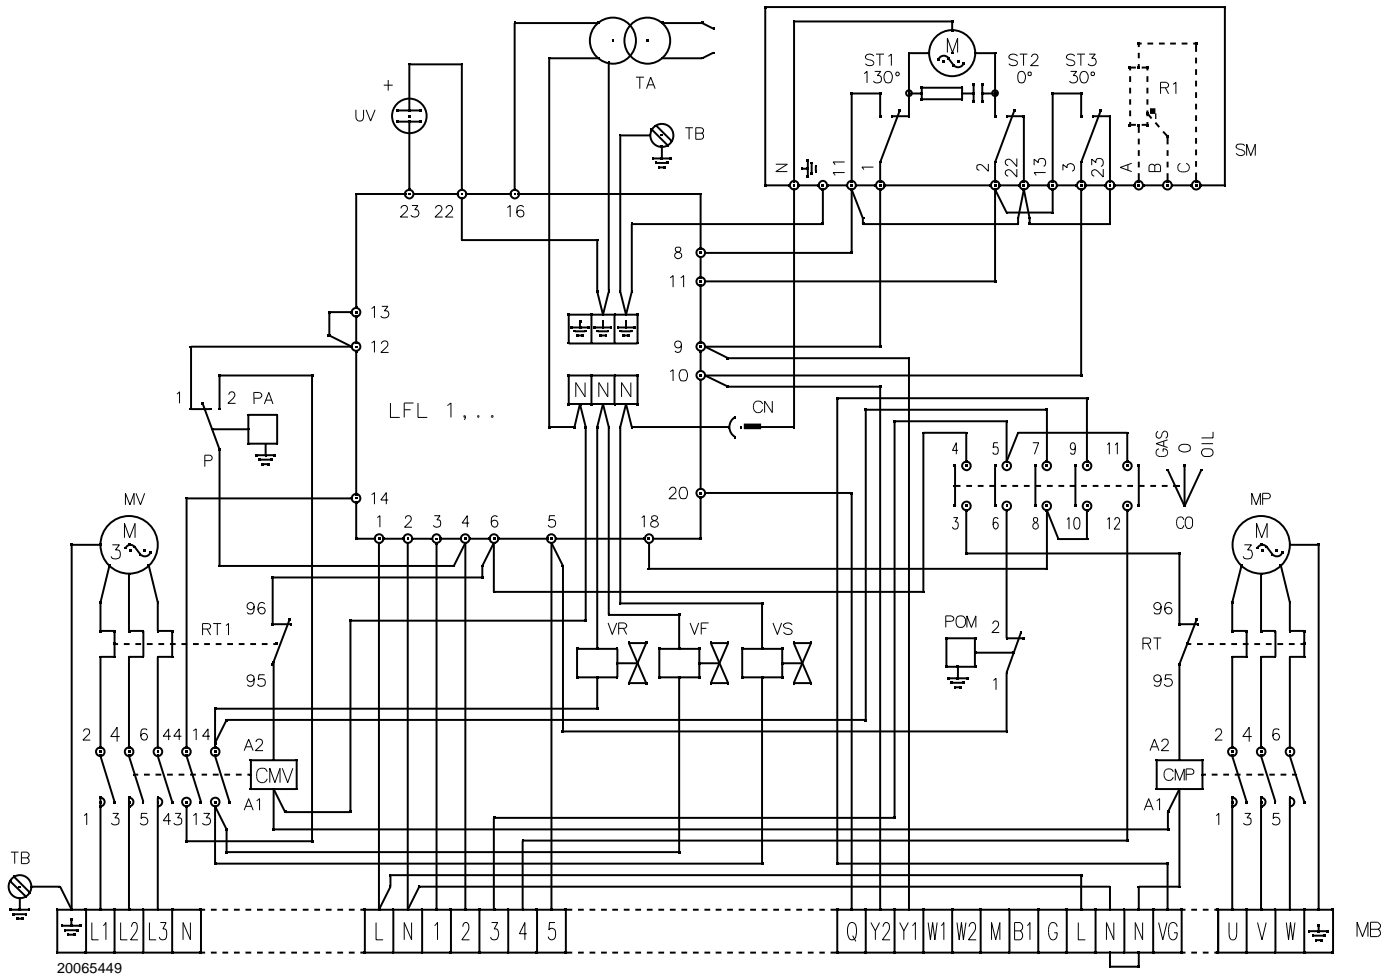 TA
+
UV
TB
M
ST1
130°
ST2
0°
ST3
30°
R1
SM
N 11 1 2 22 13 3 23 A B C
23 22 16
8
11
13
12
9
10
N N N
CN
LFL 1,..
1 2 PA
P
14
20
4 5 7 9 11
GAS O OIL
3 6 8 10 12 CO
MV
M
3
1 2 3 4 6 5 18
MP
M
3
96
RT1
95
VR VF VS
POM
2
1
96
RT
95
2 4 6 44 14
A2
CMV
A1
1 3 5 43 13
A2
CMP
A1
2 4 6
1 3 5
TB
L1 L2 L3 N
L N 1 2 3 4 5
Q Y2 Y1 W1 W2 M B1 G L N N VG
U V W
MB
20065449